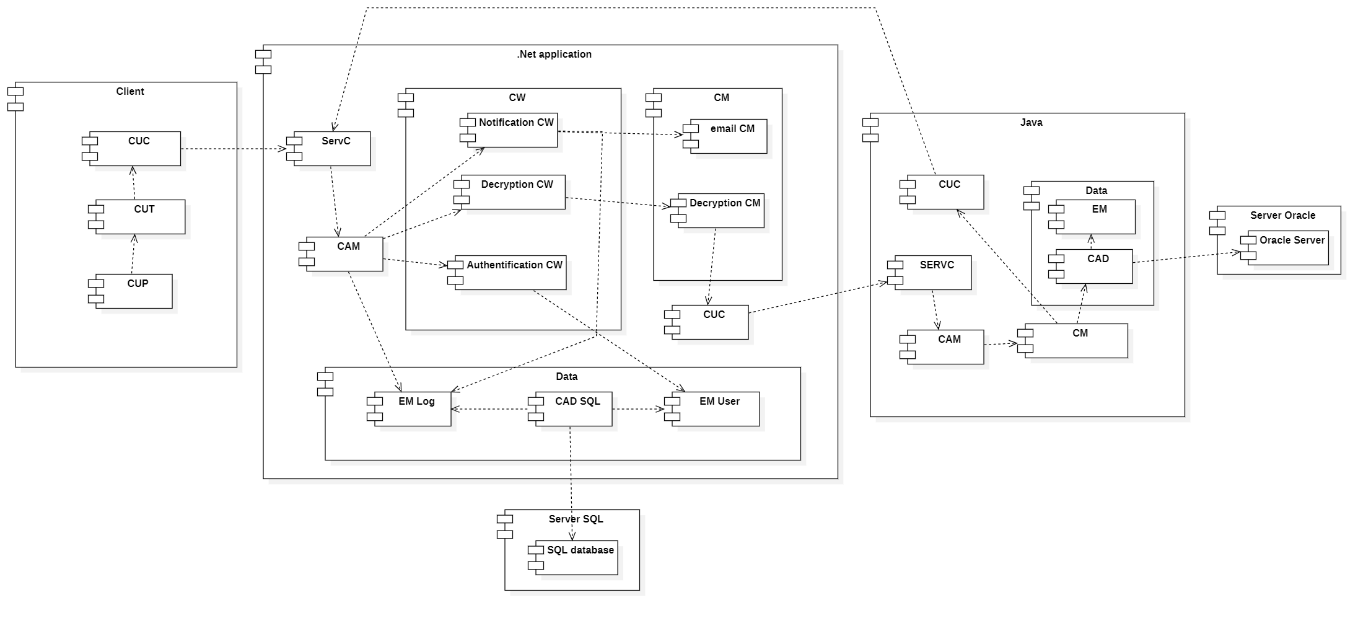 .Net application
Client
CW
CM
Notification CW
email CM
Java
CUC
ServC
Decryption CW
CUC
Data
Decryption CM
EM
CUT
Server Oracle
Oracle Server
CAM
CAD
Authentification CW
SERVC
CUP
CUC
CM
CAM
Data
EM Log
CAD SQL
EM User
Server SQL
SQL database